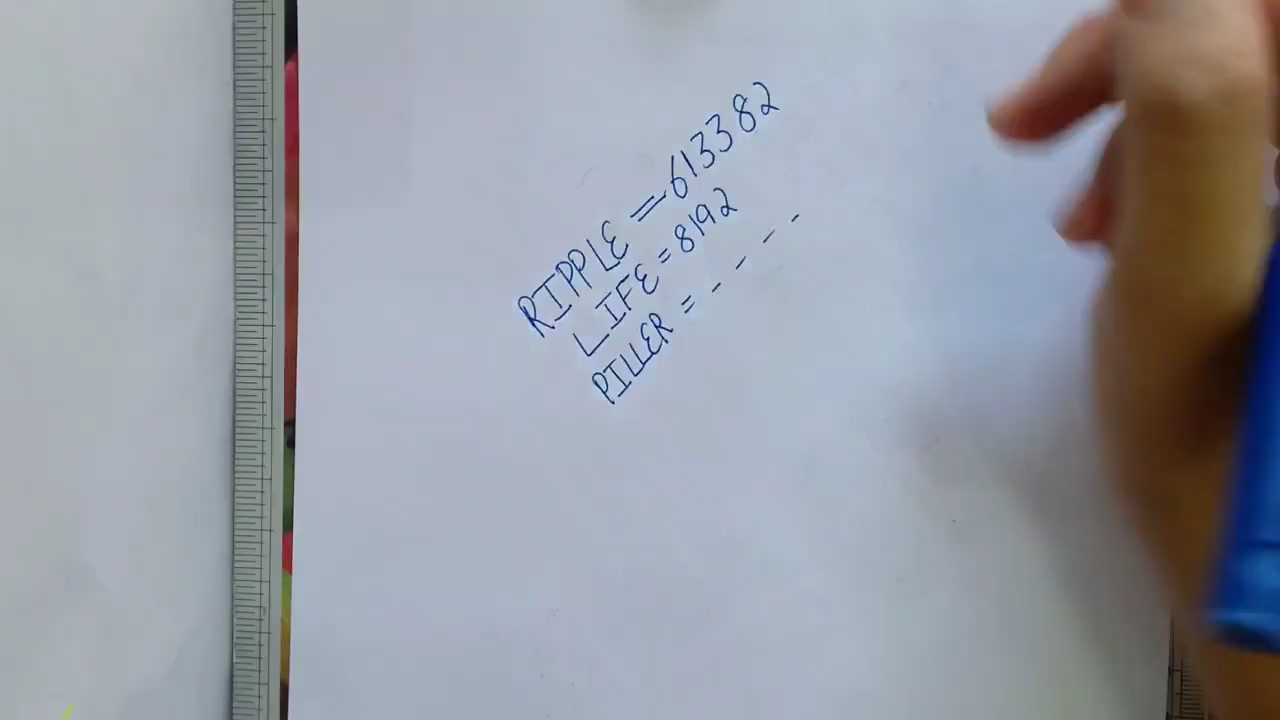 RIPPLE = 613382
LIFE = 8192
PILLER = - - - -